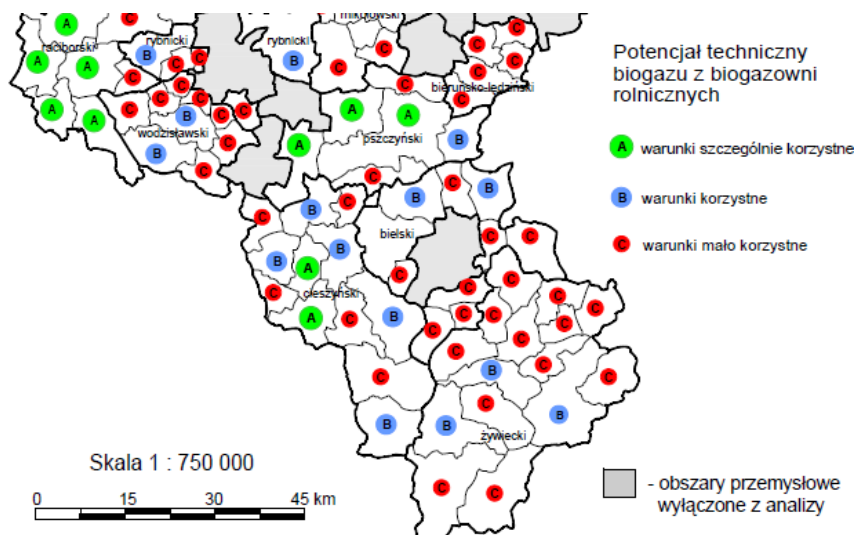 mikołowski
A
C
C
A
raciborski
rybnicki
B
C
C
rybnicki
B
C
C
C
C
C
C
A
A
C
bieruńsko-lędziński
C
C
A
A
C
C
C
C
B
C
C
wodzisławski
C
B
C
A
A
A
pszczyński
B
C
C
B
C
B
C
B
C
B
bielski
B
B
A
C
C
C
C
cieszyński
A
C
B
C
C
C
C
C
C
C
C
C
C
C
C
B
C
C
B
B
C
B
żywiecki
C
C
Potencjał techniczny
biogazu z biogazowni
rolniczych
A warunki szczególnie korzystne
B warunki korzystne
C warunki mało korzystne
Skala 1 : 750 000
0 15 30 45 km
- obszary przemysłowe
wyłączone z analizy